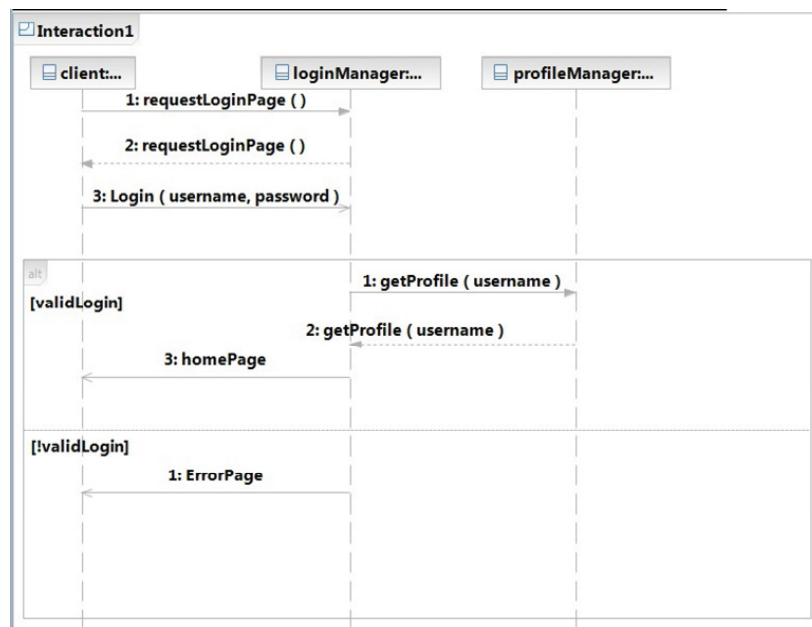 Interaction1
client:... loginManager:... profileManager:...
1: requestLoginPage ( )
2: requestLoginPage ( )
3: Login ( username, password )
alt
1: getProfile ( username )
[validLogin]
2: getProfile ( username )
3: homePage
[!validLogin]
1: ErrorPage